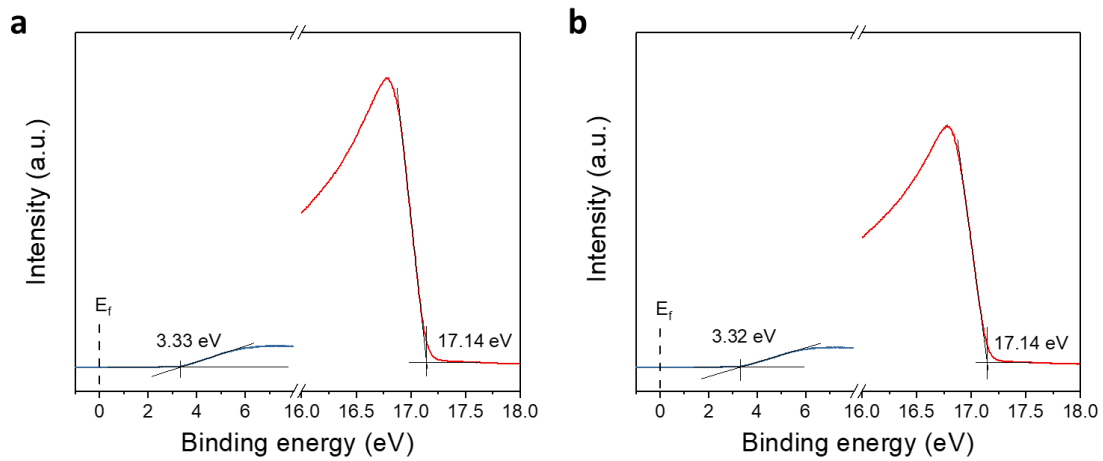 a
Intensity (a.u.)
E_f
3.33 eV
17.14 eV
0 2 4 6 16.0 16.5 17.0 17.5 18.0
Binding energy (eV)
b
Intensity (a.u.)
E_f
3.32 eV
17.14 eV
0 2 4 6 16.0 16.5 17.0 17.5 18.0
Binding energy (eV)